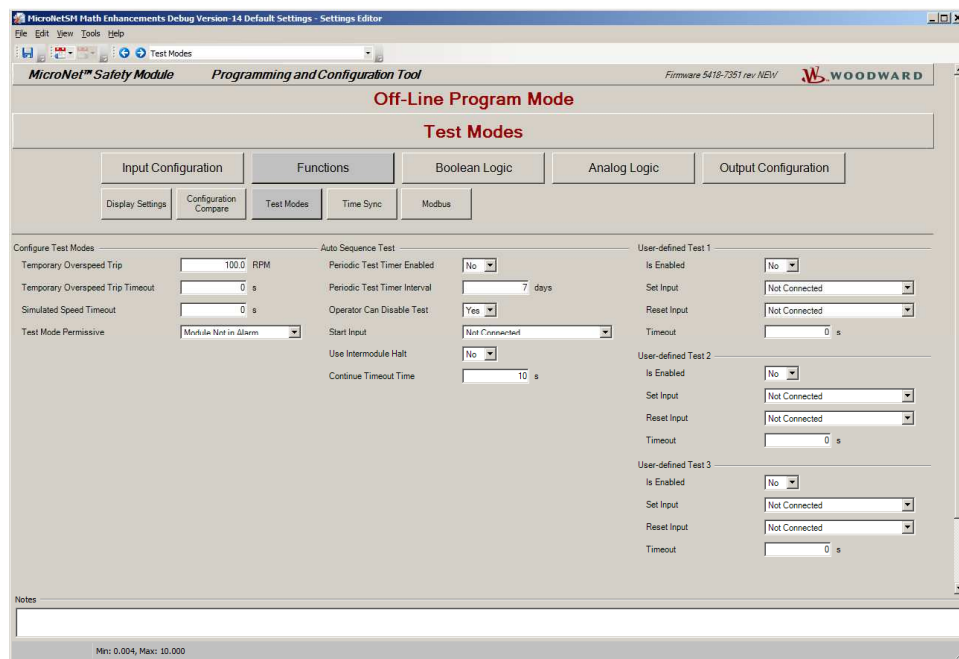 MicroNetSM Math Enhancements Debug Version-14 Default Settings - Settings Editor
File Edit View Tools Help
Test Modes
MicroNet™ Safety Module Programming and Configuration Tool Firmware 5418-7351 rev NEW WOODWARD
Off-Line Program Mode
Test Modes
Input Configuration Functions Boolean Logic Analog Logic Output Configuration
Display Settings Configuration Compare Test Modes Time Sync Modbus
Configure Test Modes
Temporary Overspeed Trip 100.0 RPM
Temporary Overspeed Trip Timeout 0 s
Simulated Speed Timeout 0 s
Test Mode Permissive Module Not in Alarm
Auto Sequence Test
Periodic Test Timer Enabled No
Periodic Test Timer Interval 7 days
Operator Can Disable Test Yes
Start Input Not Connected
Use Intermodule Halt No
Continue Timeout Time 10 s
User-defined Test 1
Is Enabled No
Set Input Not Connected
Reset Input Not Connected
Timeout 0 s
User-defined Test 2
Is Enabled No
Set Input Not Connected
Reset Input Not Connected
Timeout 0 s
User-defined Test 3
Is Enabled No
Set Input Not Connected
Reset Input Not Connected
Timeout 0 s
Notes
Min: 0.004, Max: 10.000